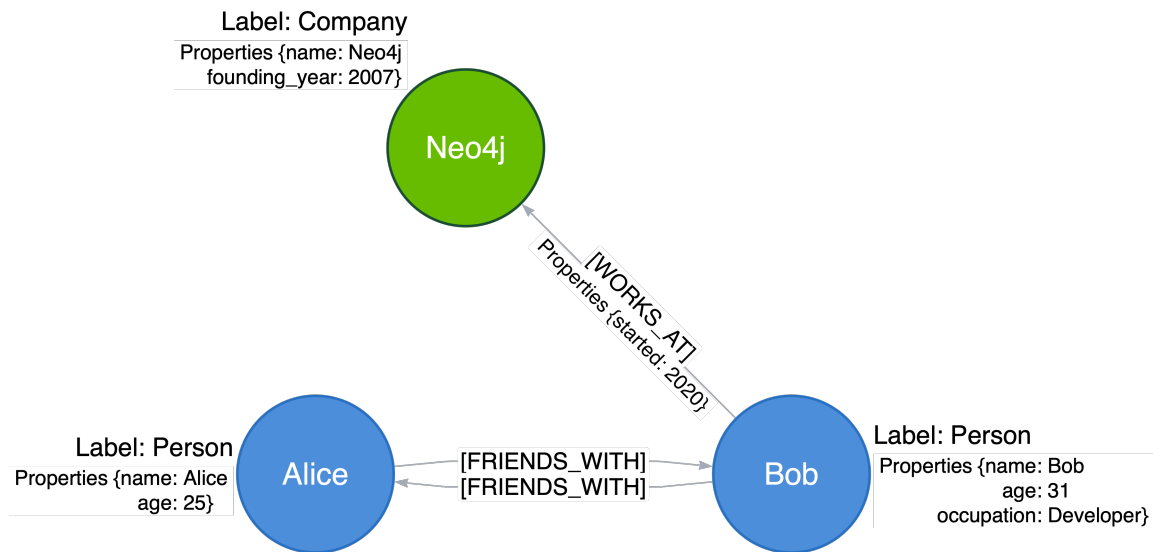 Label: Company
Properties {name: Neo4j
founding_year: 2007}
Neo4j
[WORKS_AT]
Properties {started: 2020}
Label: Person
Properties {name: Alice
age: 25}
Alice
[FRIENDS_WITH]
[FRIENDS_WITH]
Bob
Label: Person
Properties {name: Bob
age: 31
occupation: Developer}